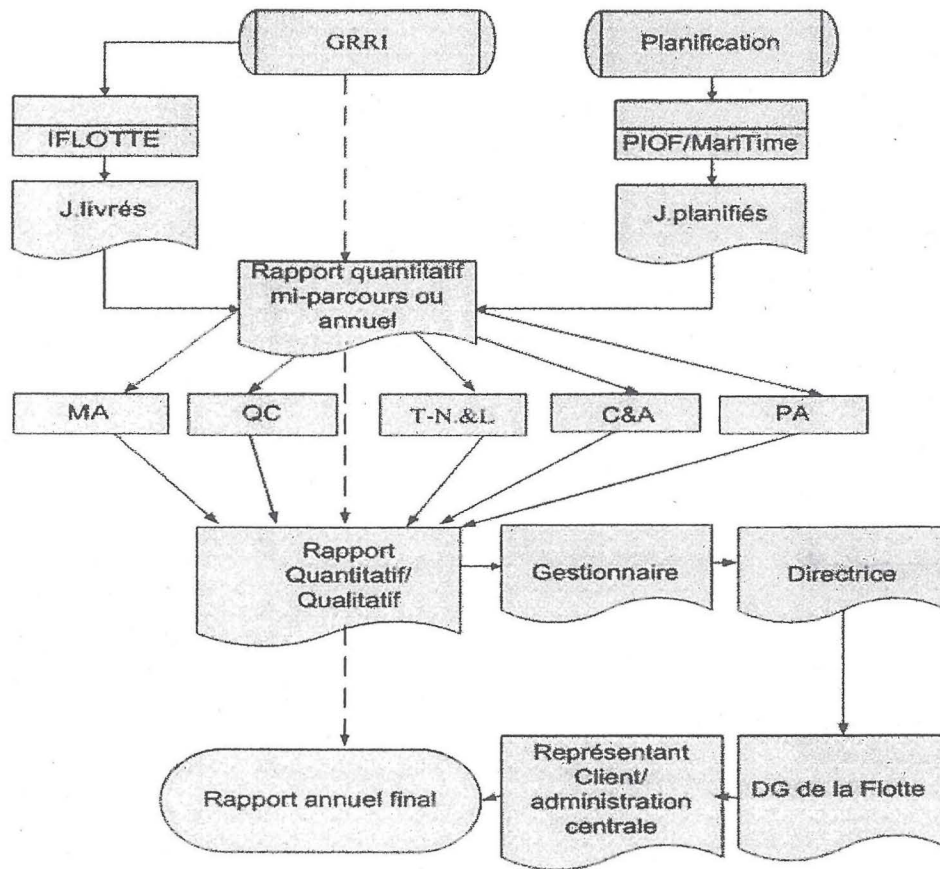 GRRI
Planification
IFLOTTE
PIOF/MariTime
J.livrés
J.planifiés
Rapport quantitatif
mi-parcours ou
annuel
MA
QC
T-N.&L.
C&A
PA
Rapport
Quantitatif/
Qualitatif
Gestionnaire
Directrice
Rapport annuel final
Représentant
Client/
administration
centrale
DG de la Flotte